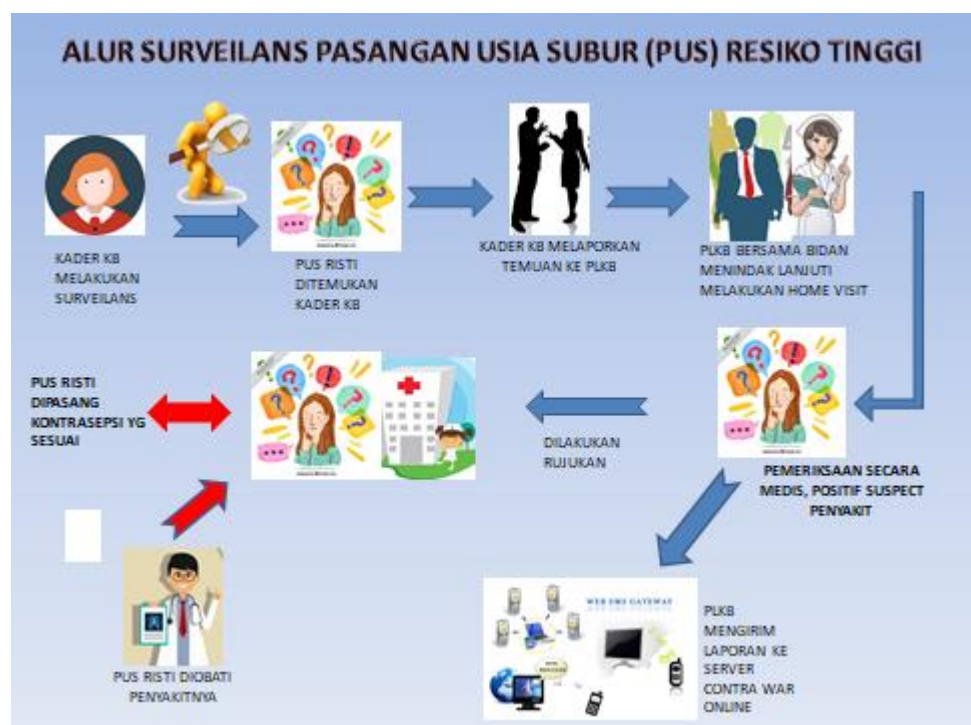 ALUR SURVEILANS PASANGAN USIA SUBUR (PUS) RESIKO TINGGI
KADER KB
MELAKUKAN
SURVEILANS
PUS RISTI
DITEMUKAN
KADER KB
KADER KB MELAPORKAN
TEMUAN KE PLKB
PLKB BERSAMA BIDAN
MENINDAK LANJUTI
MELAKUKAN HOME VISIT
PUS RISTI
DIPASANG
KONTRASEPSI YG
SESUAI
DILAKUKAN
RUJUKAN
PEMERIKSAAN SECARA
MEDIS, POSITIF SUSPECT
PENYAKIT
PUS RISTI DIOBATI
PENYAKITNYA
WEB SMS GATEWAY
PLKB
MENGIRIM
LAPORAN KE
SERVER
CONTRA WAR
ONLINE